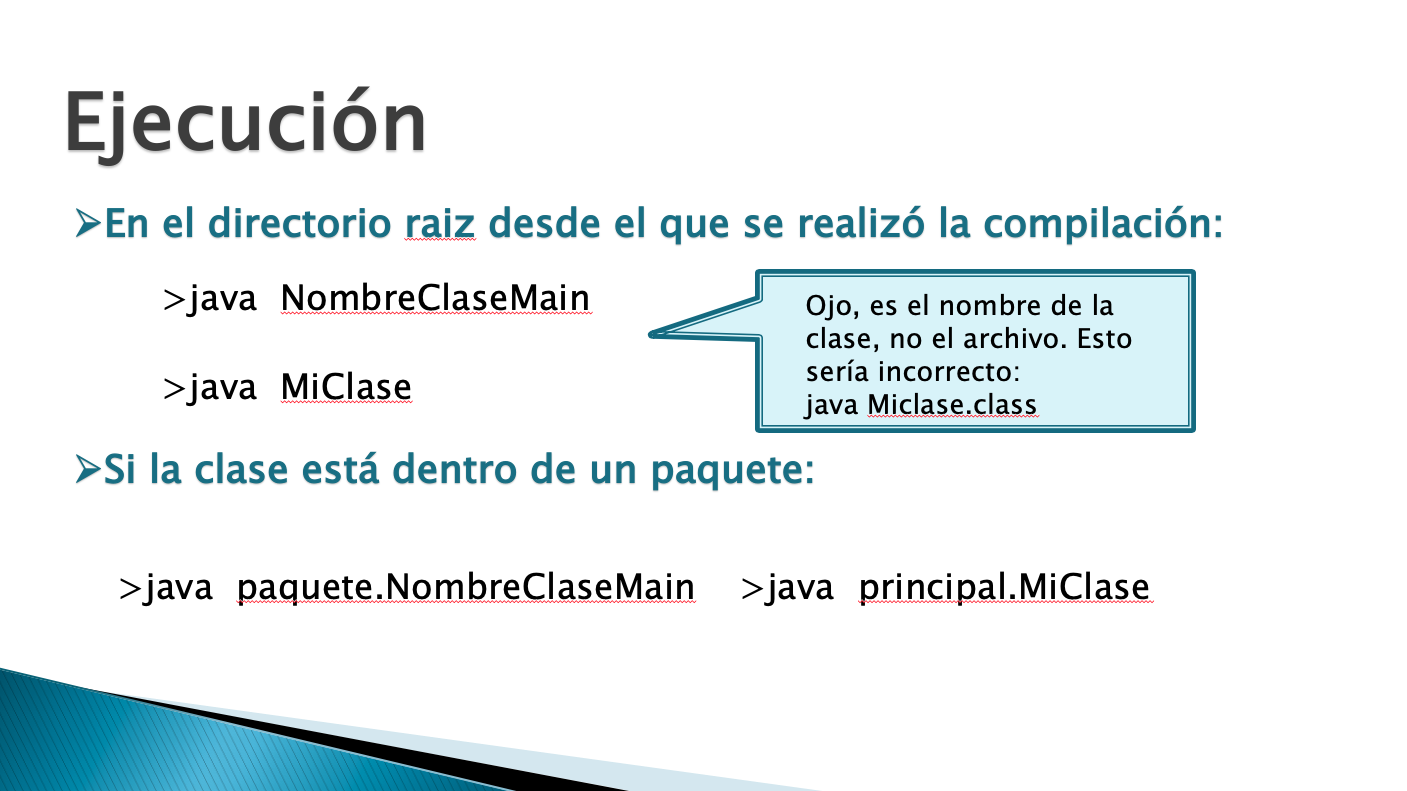 Ejecución
➢En el directorio raiz desde el que se realizó la compilación:
>java NombreClaseMain
Ojo, es el nombre de la
clase, no el archivo. Esto
sería incorrecto:
java Miclase.class
>java MiClase
➢Si la clase está dentro de un paquete:
>java paquete.NombreClaseMain >java principal.MiClase